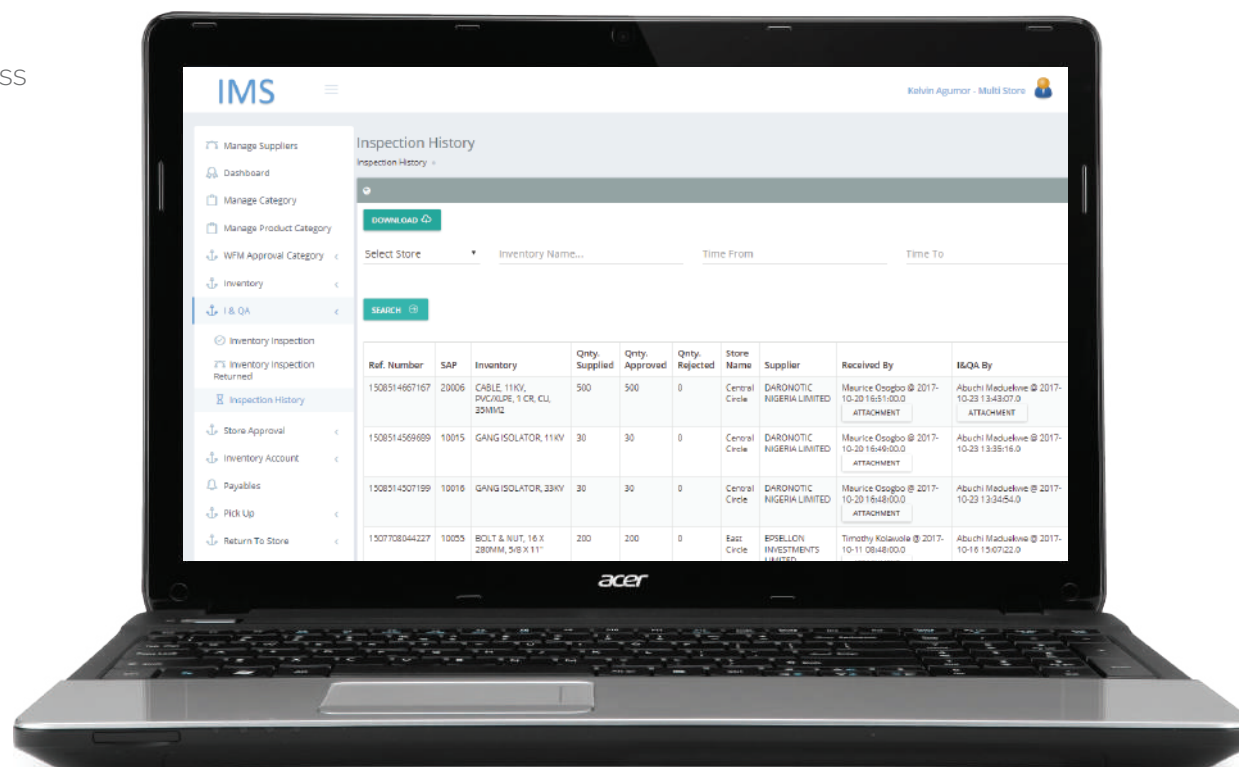 ss
IMS
Kelvin Agumor - Multi Store
Manage Suppliers
Dashboard
Manage Category
Manage Product Category
WFM Approval Category
Inventory
I & QA
Inventory Inspection
Inventory Inspection
Returned
Inspection History
Store Approval
Inventory Account
Payables
Pick Up
Return To Store
Inspection History
Inspection History »
DOWNLOAD
Select Store
Inventory Name...
Time From
Time To
SEARCH
Ref. Number SAP Inventory Qnty. Supplied Qnty. Approved Qnty. Rejected Store Name Supplier Received By I&QA By
1508514667167 20006 CABLE, 11KV, 500 500 0 Central DARONOTIC Maurice Osogbo @ 2017- Abuchi Maduekwe @ 2017-
PVC/XLPE, 1 CR, CU, Circle NIGERIA LIMITED 10-20 16:51:00.0 10-23 13:43:07.0
35MM2 ATTACHMENT ATTACHMENT
1508514569689 10015 GANG ISOLATOR, 11KV 30 30 0 Central DARONOTIC Maurice Osogbo @ 2017- Abuchi Maduekwe @ 2017-
Circle NIGERIA LIMITED 10-20 16:49:00.0 10-23 13:35:16.0
ATTACHMENT
1508514507199 10016 GANG ISOLATOR, 33KV 30 30 0 Central DARONOTIC Maurice Osogbo @ 2017- Abuchi Maduekwe @ 2017-
Circle NIGERIA LIMITED 10-20 16:48:00.0 10-23 13:34:54.0
ATTACHMENT
1507708044227 10055 BOLT & NUT, 16 X 200 200 0 East EPSELLON Timothy Kolawole @ 2017- Abuchi Maduekwe @ 2017-
280MM, 5/8 X 11" Circle INVESTMENTS 10-11 08:48:00.0 10-16 15:07:22.0
LIMITED
acer